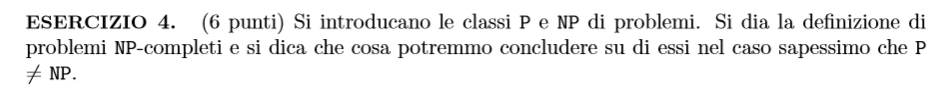 ESERCIZIO 4. (6 punti) Si introducano le classi P e NP di problemi. Si dia la definizione di
problemi NP-completi e si dica che cosa potremmo concludere su di essi nel caso sapessimo che P
≠ NP.